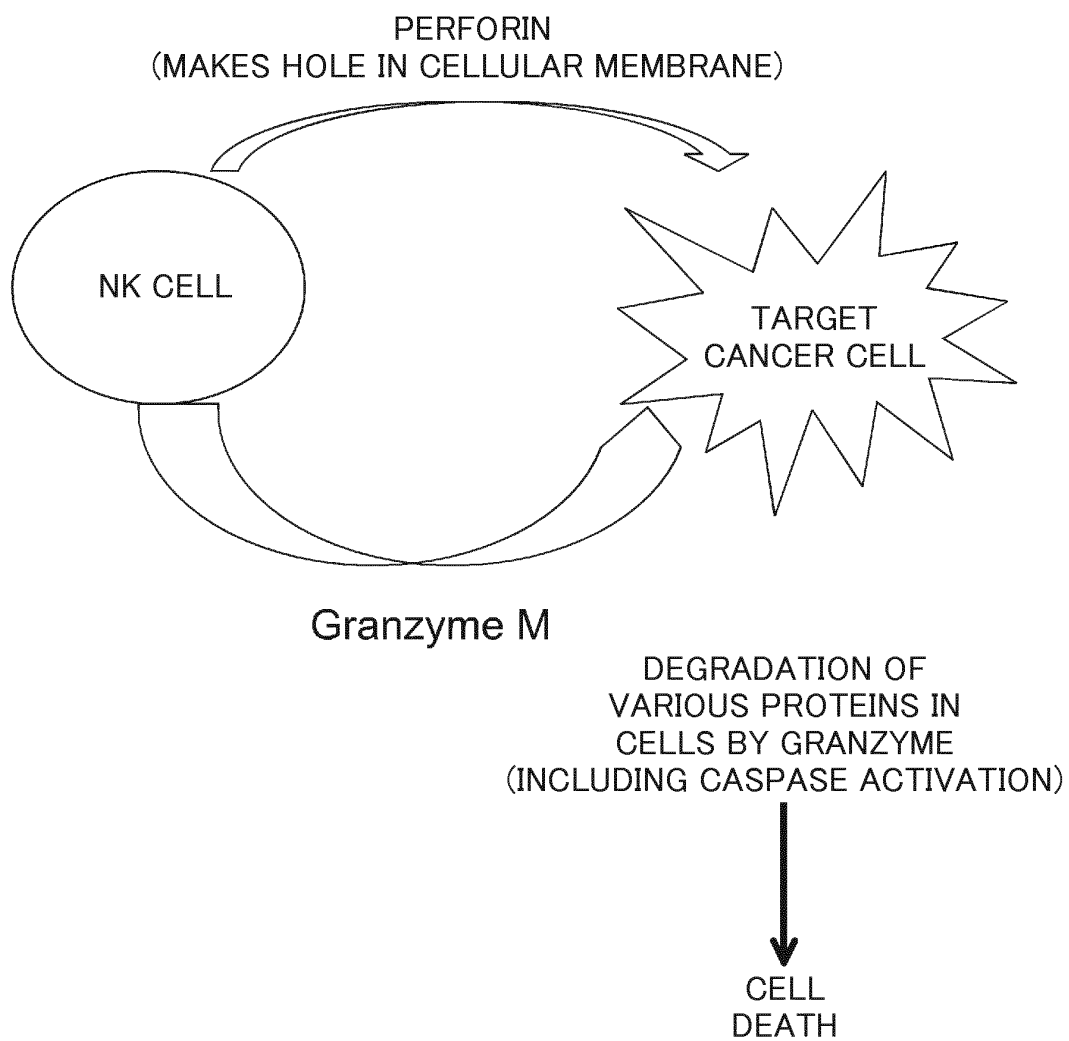 PERFORIN
(MAKES HOLE IN CELLULAR MEMBRANE)
NK CELL
TARGET
CANCER CELL
Granzyme M
DEGRADATION OF
VARIOUS PROTEINS IN
CELLS BY GRANZYME
(INCLUDING CASPASE ACTIVATION)
CELL
DEATH